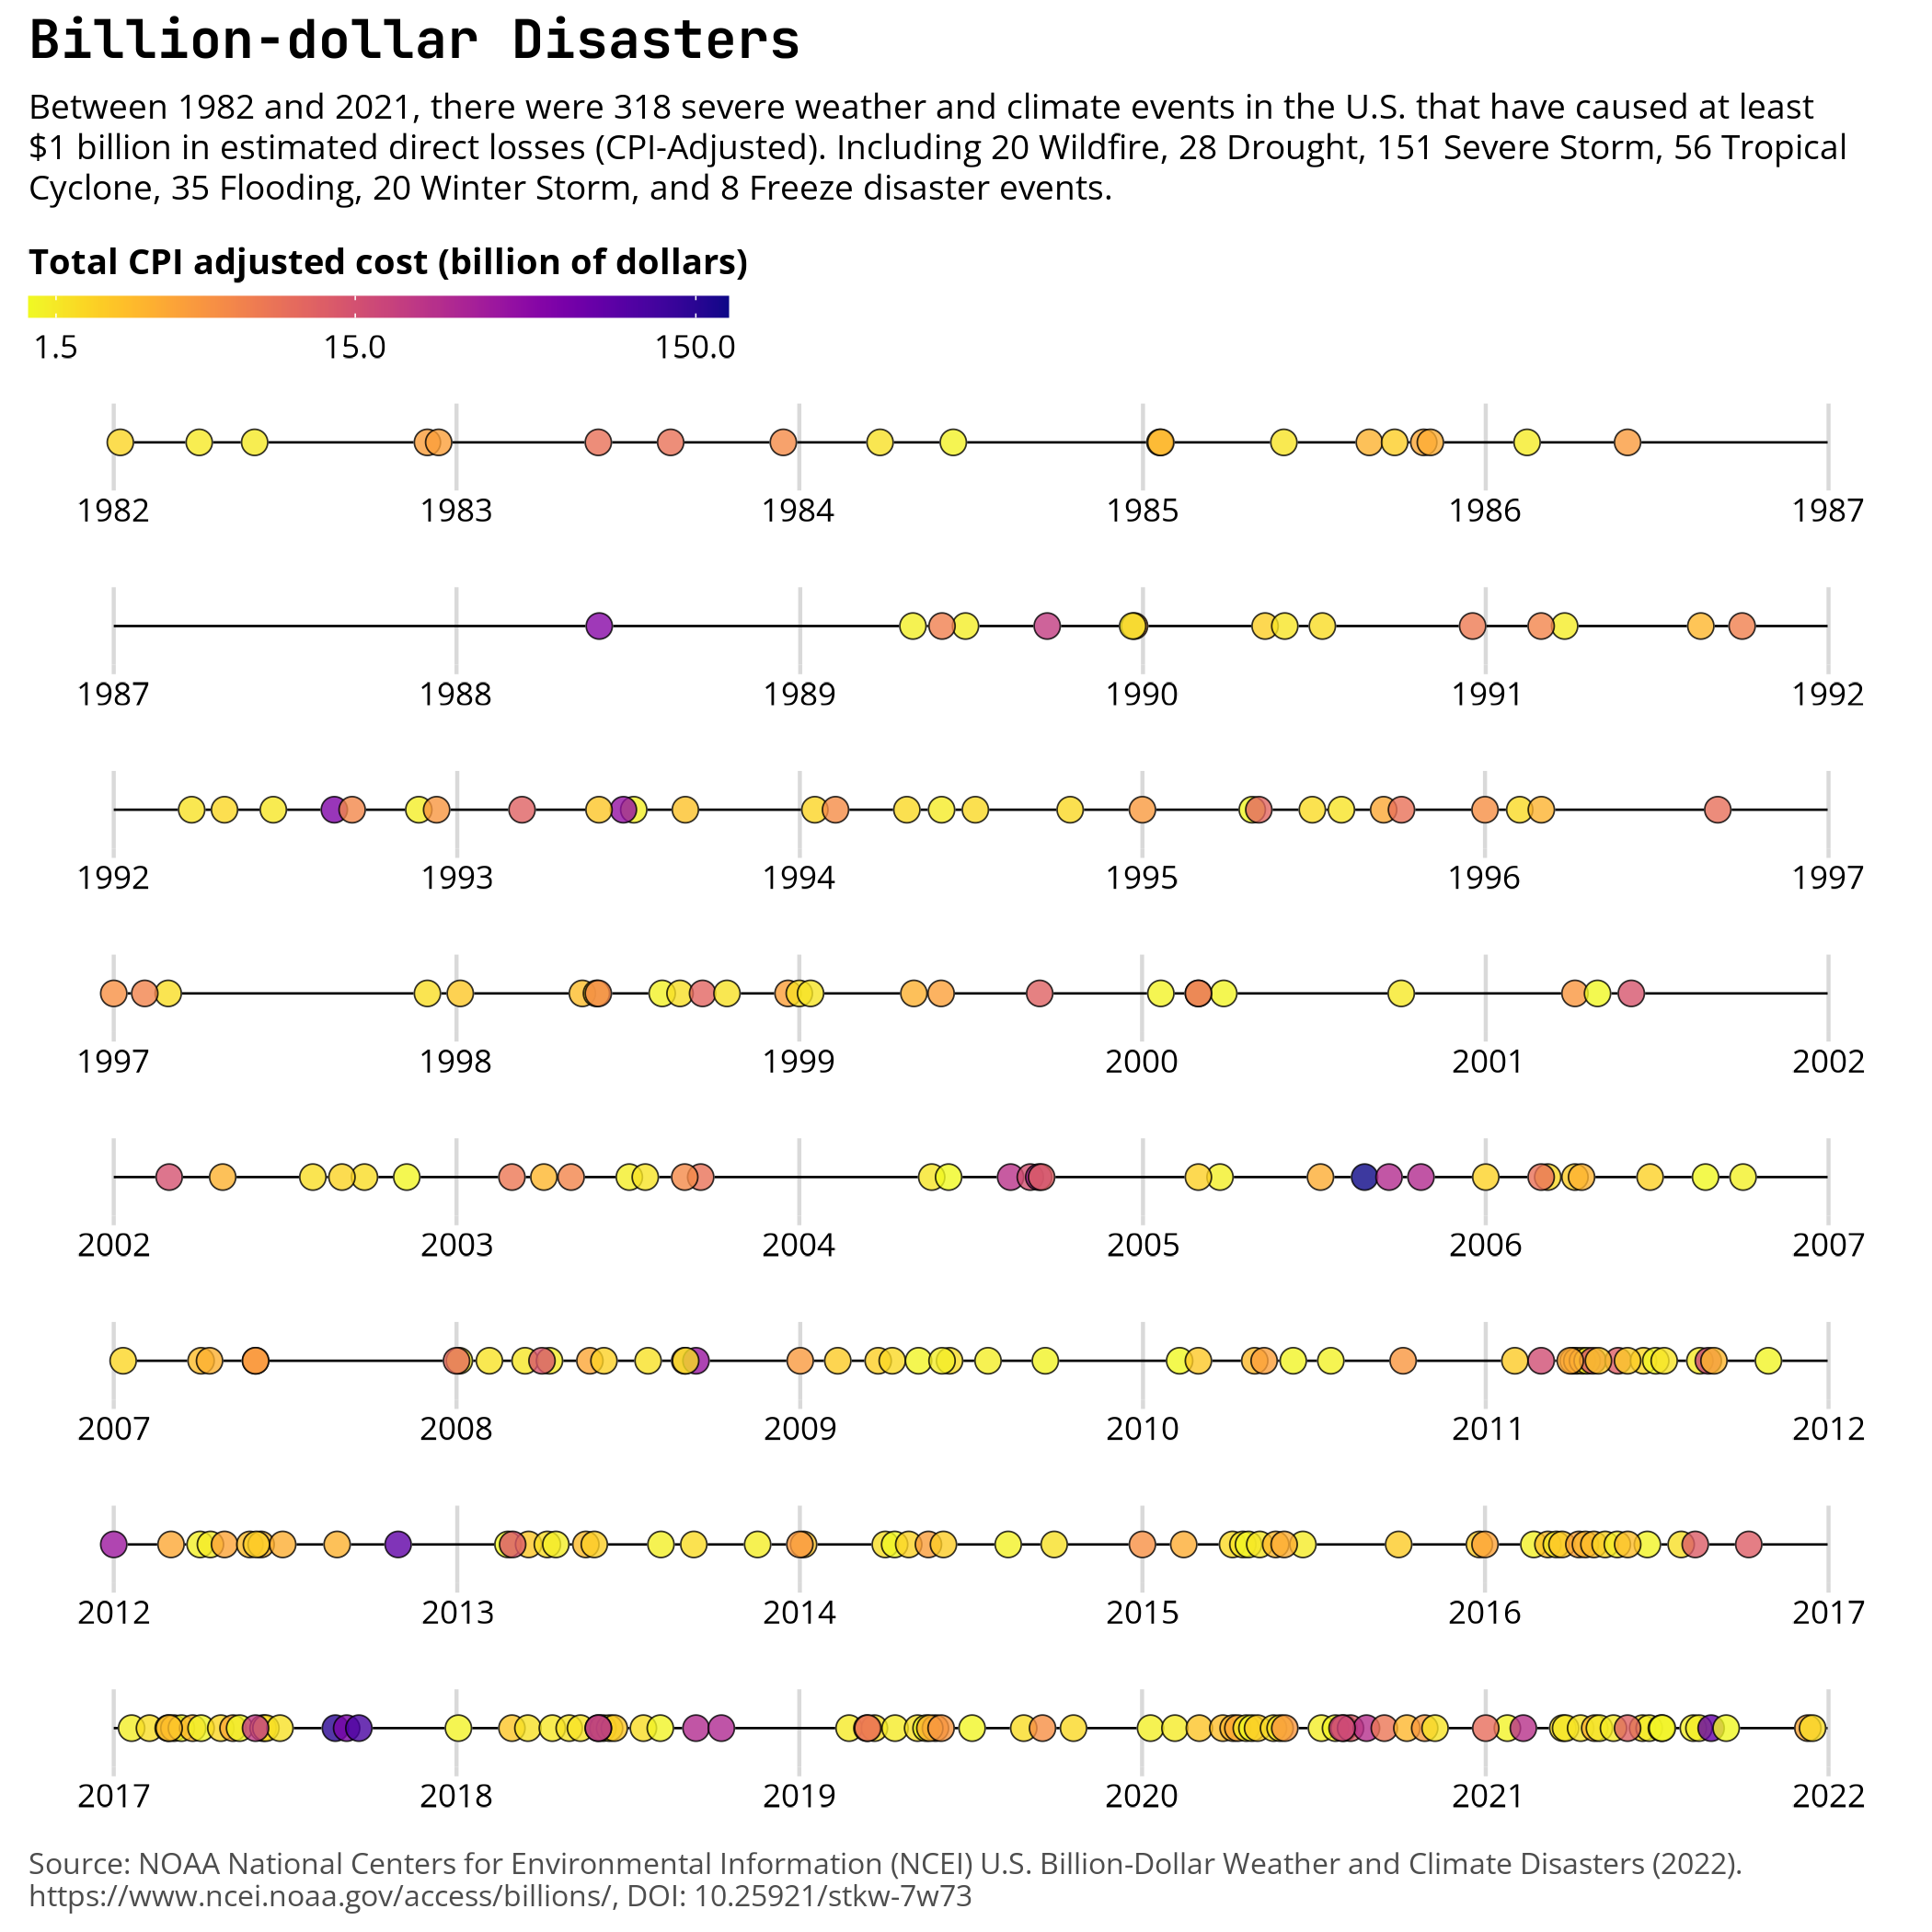 Billion-dollar Disasters
Between 1982 and 2021, there were 318 severe weather and climate events in the U.S. that have caused at least
$1 billion in estimated direct losses (CPI-Adjusted). Including 20 Wildfire, 28 Drought, 151 Severe Storm, 56 Tropical
Cyclone, 35 Flooding, 20 Winter Storm, and 8 Freeze disaster events.
Total CPI adjusted cost (billion of dollars)
1.5 15.0 150.0
1982 1983 1984 1985 1986 1987
1987 1988 1989 1990 1991 1992
1992 1993 1994 1995 1996 1997
1997 1998 1999 2000 2001 2002
2002 2003 2004 2005 2006 2007
2007 2008 2009 2010 2011 2012
2012 2013 2014 2015 2016 2017
2017 2018 2019 2020 2021 2022
Source: NOAA National Centers for Environmental Information (NCEI) U.S. Billion-Dollar Weather and Climate Disasters (2022).
https://www.ncei.noaa.gov/access/billions/, DOI: 10.25921/stkw-7w73